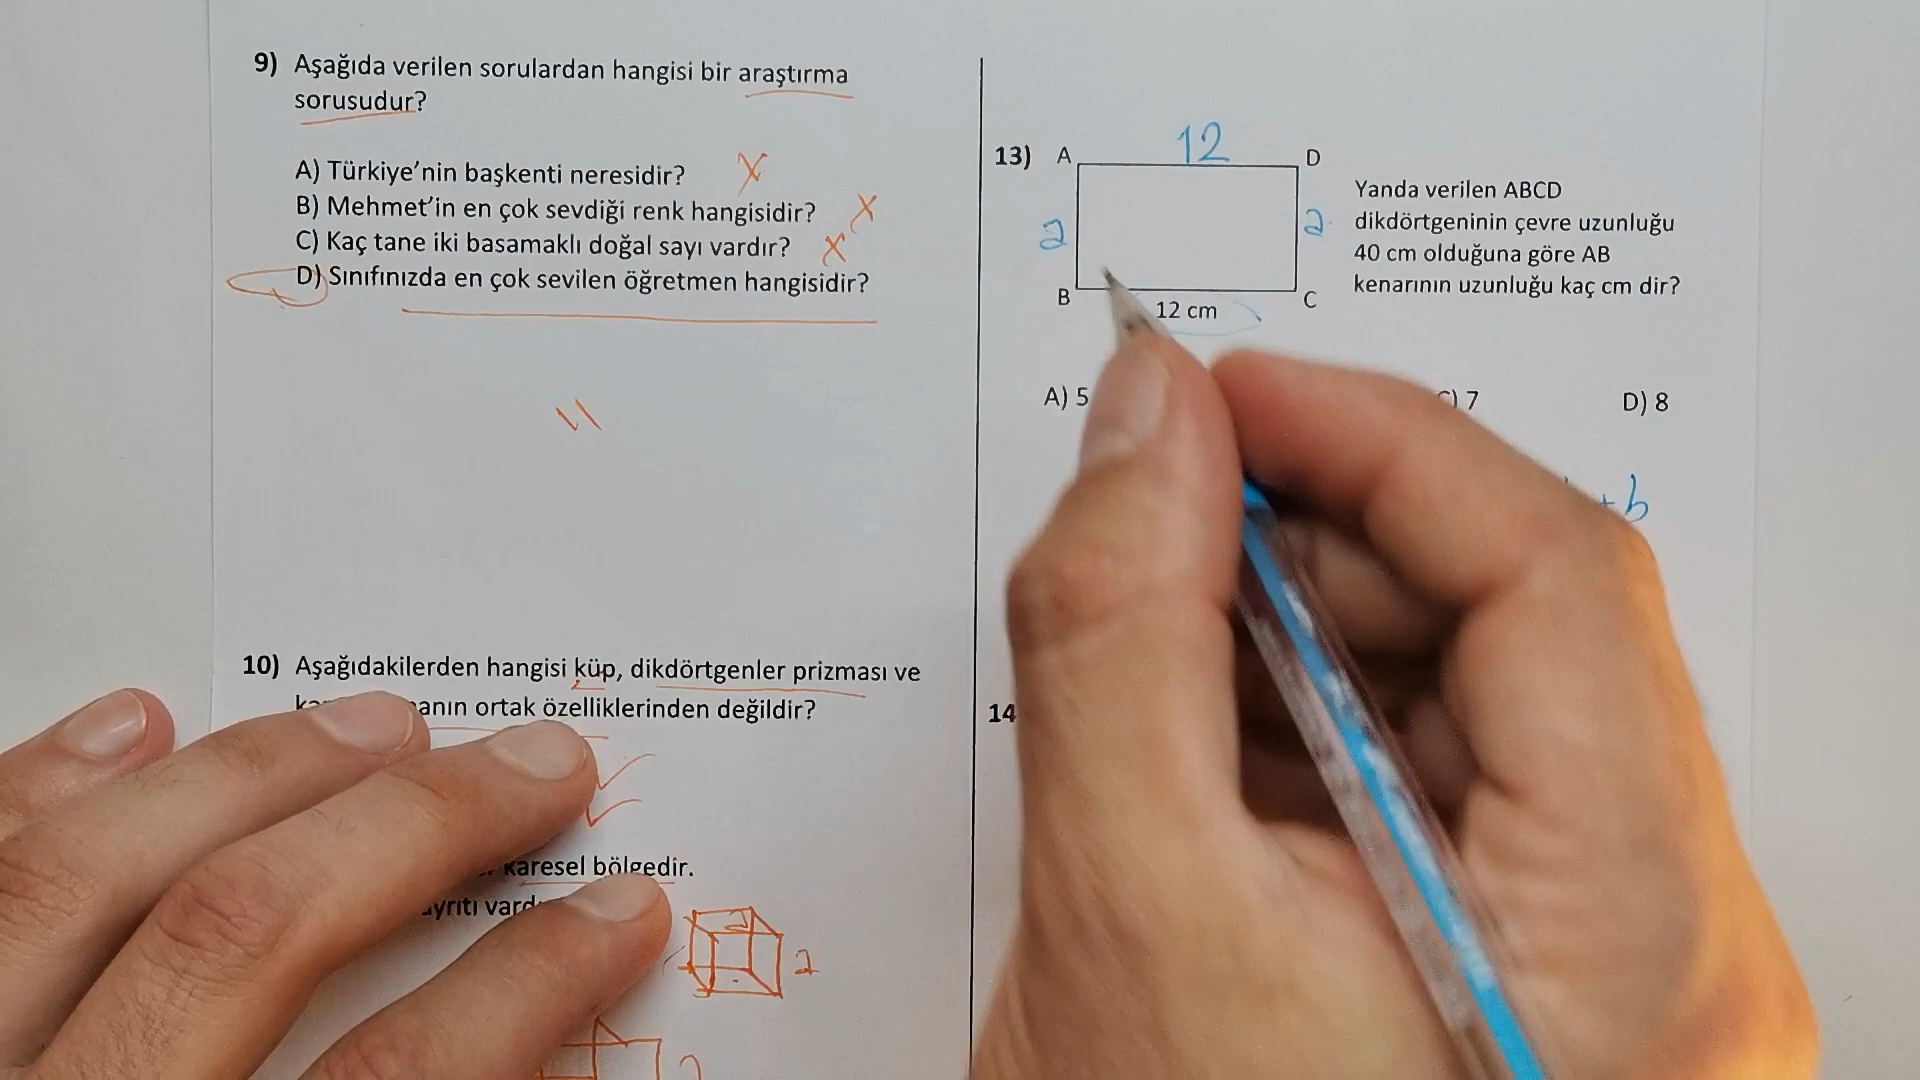 9) Aşağıda verilen sorulardan hangisi bir araştırma
sorusudur?
A) Türkiye'nin başkenti neresidir? X
B) Mehmet'in en çok sevdiği renk hangisidir? X
C) Kaç tane iki basamaklı doğal sayı vardır? X
D) Sınıfınızda en çok sevilen öğretmen hangisidir?
10) Aşağıdakilerden hangisi küp, dikdörtgenler prizması ve
ortak özelliklerinden değildir?
karesel bölgedir.
a
a
13) A 12 D
a a
B 12 cm C
Yanda verilen ABCD
dikdörtgeninin çevre uzunluğu
40 cm olduğuna göre AB
kenarının uzunluğu kaç cm dir?
A) 5 C) 7 D) 8
+b
14